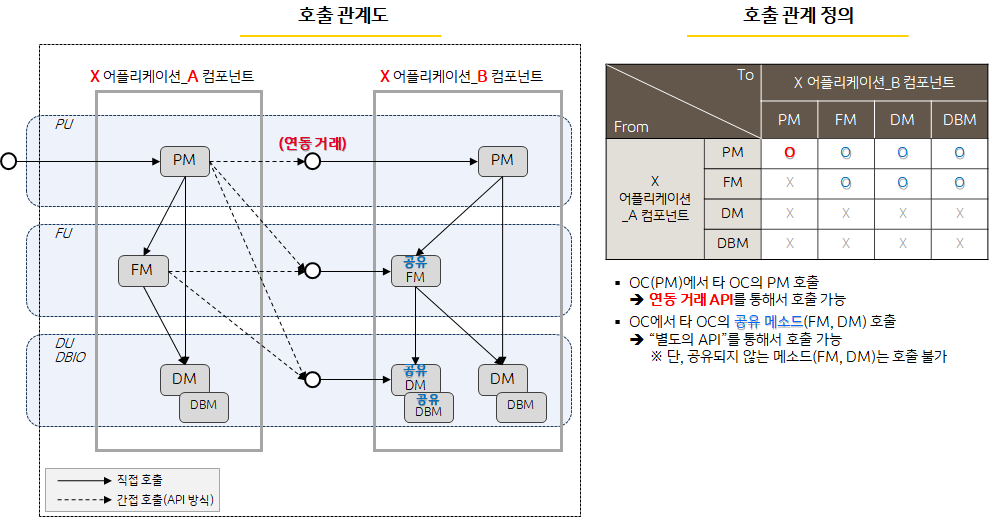 호출 관계도
X 어플리케이션_A 컴포넌트
X 어플리케이션_B 컴포넌트
PU
(연동 거래)
PM
PM
FU
FM
공유
FM
DU
DBIO
DM
DBM
공유
DM
공유
DBM
DM
DBM
직접 호출
간접 호출(API 방식)
호출 관계 정의
To
From
X 어플리케이션_B 컴포넌트
PM FM DM DBM
X
어플리케이션
_A 컴포넌트
PM O O O O
FM X O O O
DM X X X X
DBM X X X X
▪ OC(PM)에서 타 OC의 PM 호출
➔ 연동 거래 API를 통해서 호출 가능
▪ OC에서 타 OC의 공유 메소드(FM, DM) 호출
➔ “별도의 API”를 통해서 호출 가능
※ 단, 공유되지 않는 메소드(FM, DM)는 호출 불가